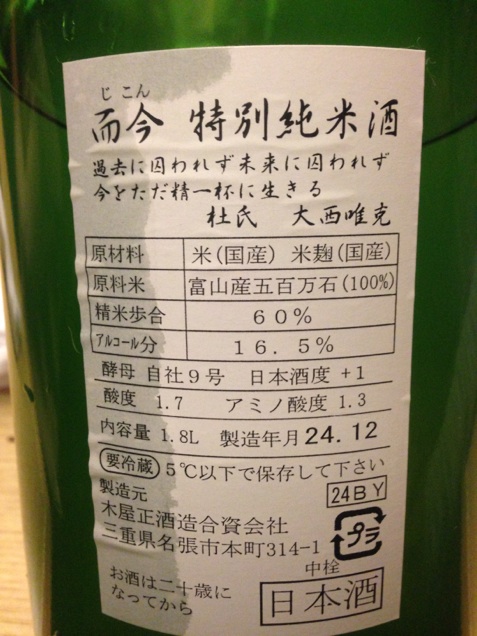 じこん
而今 特別純米酒
過去に囚われず未来に囚われず
今をただ精一杯に生きる
杜氏 大西唯克
原材料 米(国産) 米麹(国産)
原料米 富山産五百万石(100%)
精米歩合 60%
アルコール分 16.5%
酵母 自社9号 日本酒度 +1
酸度 1.7 アミノ酸度 1.3
内容量 1.8L 製造年月 24.12
要冷蔵 5℃以下で保存して下さい
製造元 24BY
木屋正酒造合資会社
三重県名張市本町314-1
プラ
中栓
お酒は二十歳に
なってから
日本酒